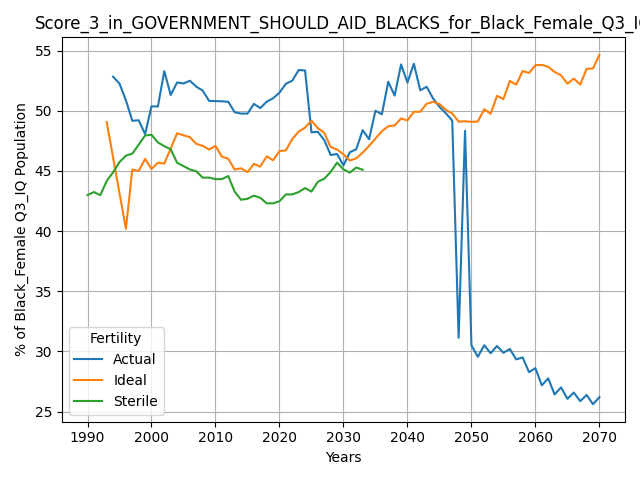 Score_3_in_GOVERNMENT_SHOULD_AID_BLACKS_for_Black_Female_Q3_IQ
55
50
45
40
35
30
25
% of Black_Female Q3_IQ Population
Fertility
Actual
Ideal
Sterile
1990 2000 2010 2020 2030 2040 2050 2060 2070
Years